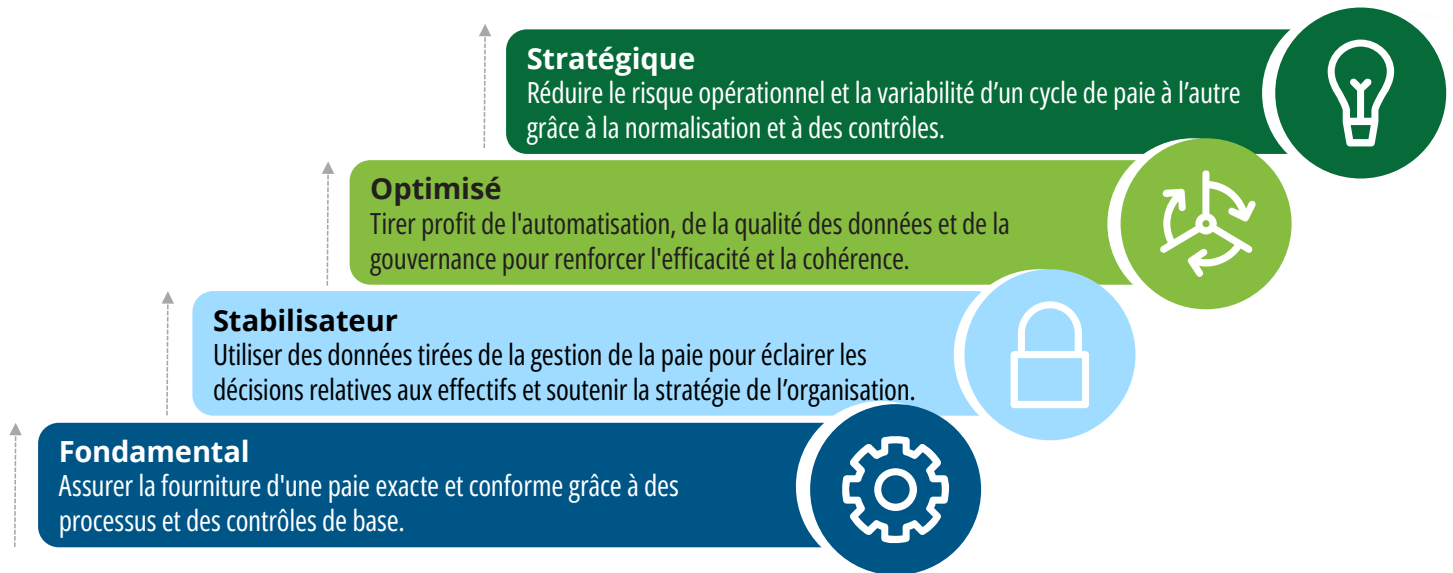 Stratégique
Réduire le risque opérationnel et la variabilité d’un cycle de paie à l’autre
grâce à la normalisation et à des contrôles.
Optimisé
Tirer profit de l'automatisation, de la qualité des données et de la
gouvernance pour renforcer l'efficacité et la cohérence.
Stabilisateur
Utiliser des données tirées de la gestion de la paie pour éclairer les
décisions relatives aux effectifs et soutenir la stratégie de l’organisation.
Fondamental
Assurer la fourniture d'une paie exacte et conforme grâce à des
processus et des contrôles de base.